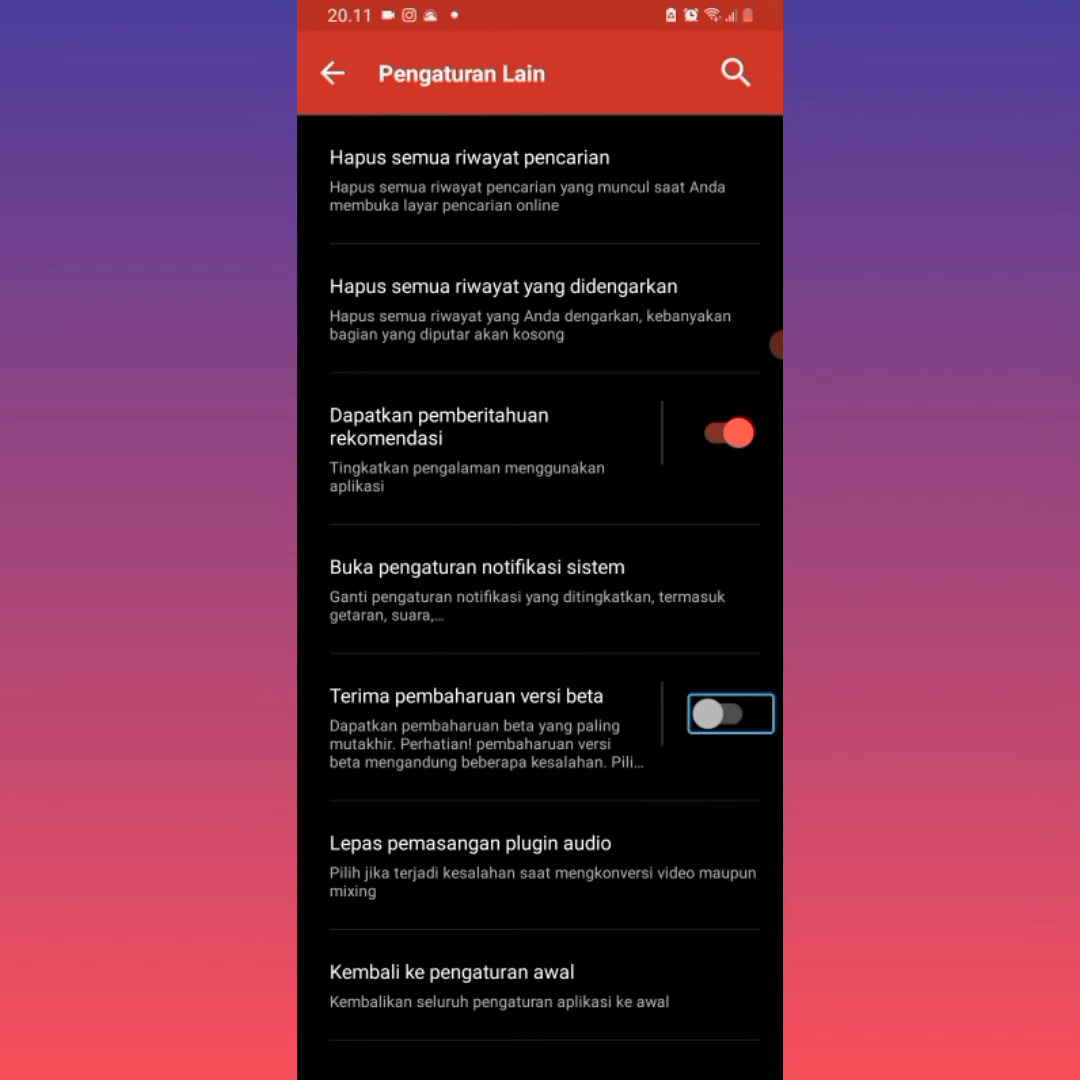 20.11
Pengaturan Lain
Hapus semua riwayat pencarian
Hapus semua riwayat pencarian yang muncul saat Anda
membuka layar pencarian online
Hapus semua riwayat yang didengarkan
Hapus semua riwayat yang Anda dengarkan, kebanyakan
bagian yang diputar akan kosong
Dapatkan pemberitahuan
rekomendasi
Tingkatkan pengalaman menggunakan
aplikasi
Buka pengaturan notifikasi sistem
Ganti pengaturan notifikasi yang ditingkatkan, termasuk
getaran, suara,...
Terima pembaharuan versi beta
Dapatkan pembaharuan beta yang paling
mutakhir. Perhatian! pembaharuan versi
beta mengandung beberapa kesalahan. Pili...
Lepas pemasangan plugin audio
Pilih jika terjadi kesalahan saat mengkonversi video maupun
mixing
Kembali ke pengaturan awal
Kembalikan seluruh pengaturan aplikasi ke awal